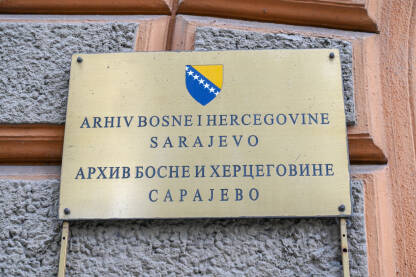 ARHIV BOSNE I HERCEGOVINE
SARAJEVO
АРХИВ БОСНЕ И ХЕРЦЕГОВИНЕ
САРАЈЕВО